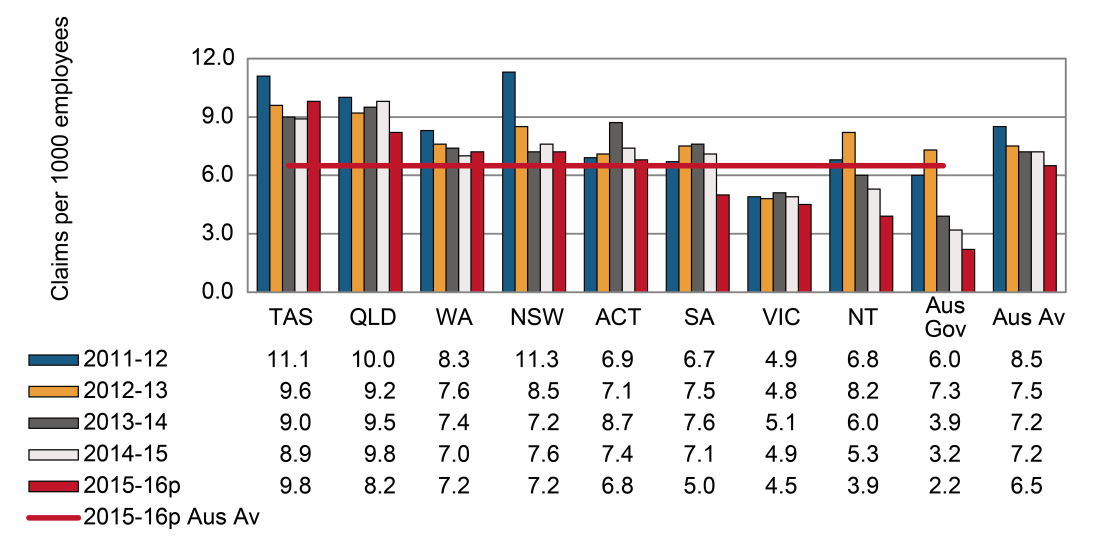 Claims per 1000 employees
12.0
9.0
6.0
3.0
0.0
TAS QLD WA NSW ACT SA VIC NT Aus Gov Aus Av
2011-12 11.1 10.0 8.3 11.3 6.9 6.7 4.9 6.8 6.0 8.5
2012-13 9.6 9.2 7.6 8.5 7.1 7.5 4.8 8.2 7.3 7.5
2013-14 9.0 9.5 7.4 7.2 8.7 7.6 5.1 6.0 3.9 7.2
2014-15 8.9 9.8 7.0 7.6 7.4 7.1 4.9 5.3 3.2 7.2
2015-16p 9.8 8.2 7.2 7.2 6.8 5.0 4.5 3.9 2.2 6.5
2015-16p Aus Av